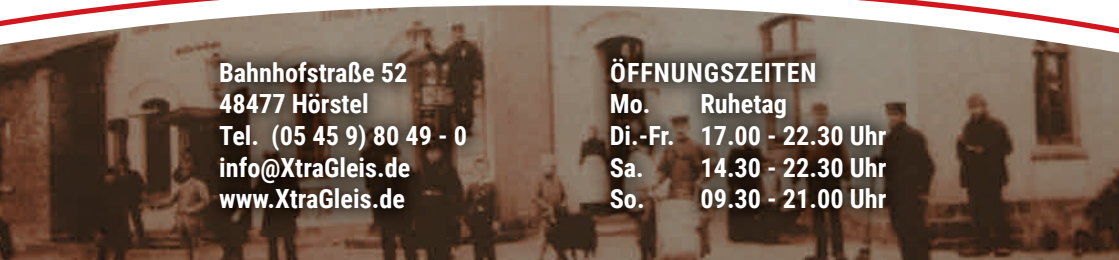 Bahnhofstraße 52
48477 Hörstel
Tel. (05 45 9) 80 49 - 0
info@XtraGleis.de
www.XtraGleis.de
ÖFFNUNGSZEITEN
Mo. Ruhetag
Di.-Fr. 17.00 - 22.30 Uhr
Sa. 14.30 - 22.30 Uhr
So. 09.30 - 21.00 Uhr